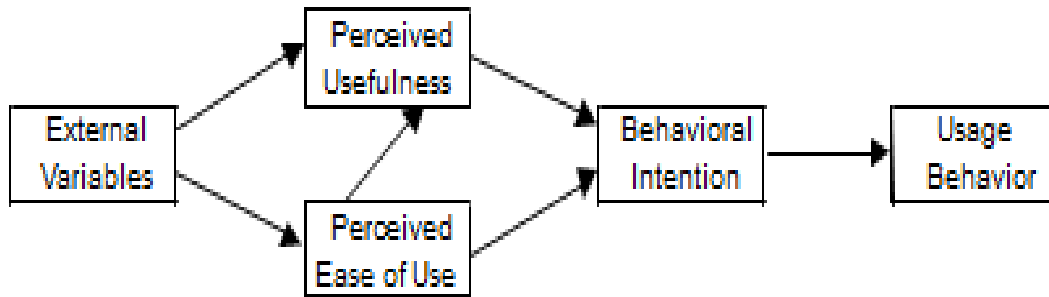 Perceived
Usefulness
External
Variables
Behavioral
Intention
Usage
Behavior
Perceived
Ease of Use